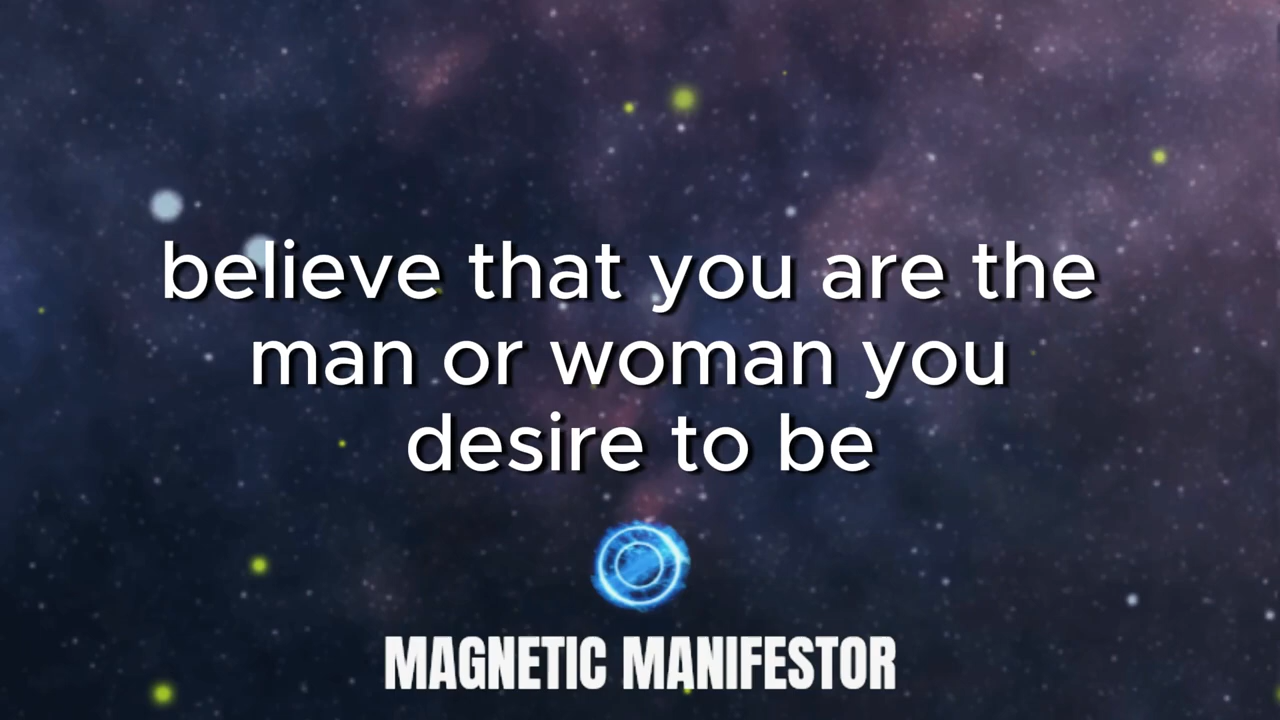 believe that you are the
man or woman you
desire to be
MAGNETIC MANIFESTOR